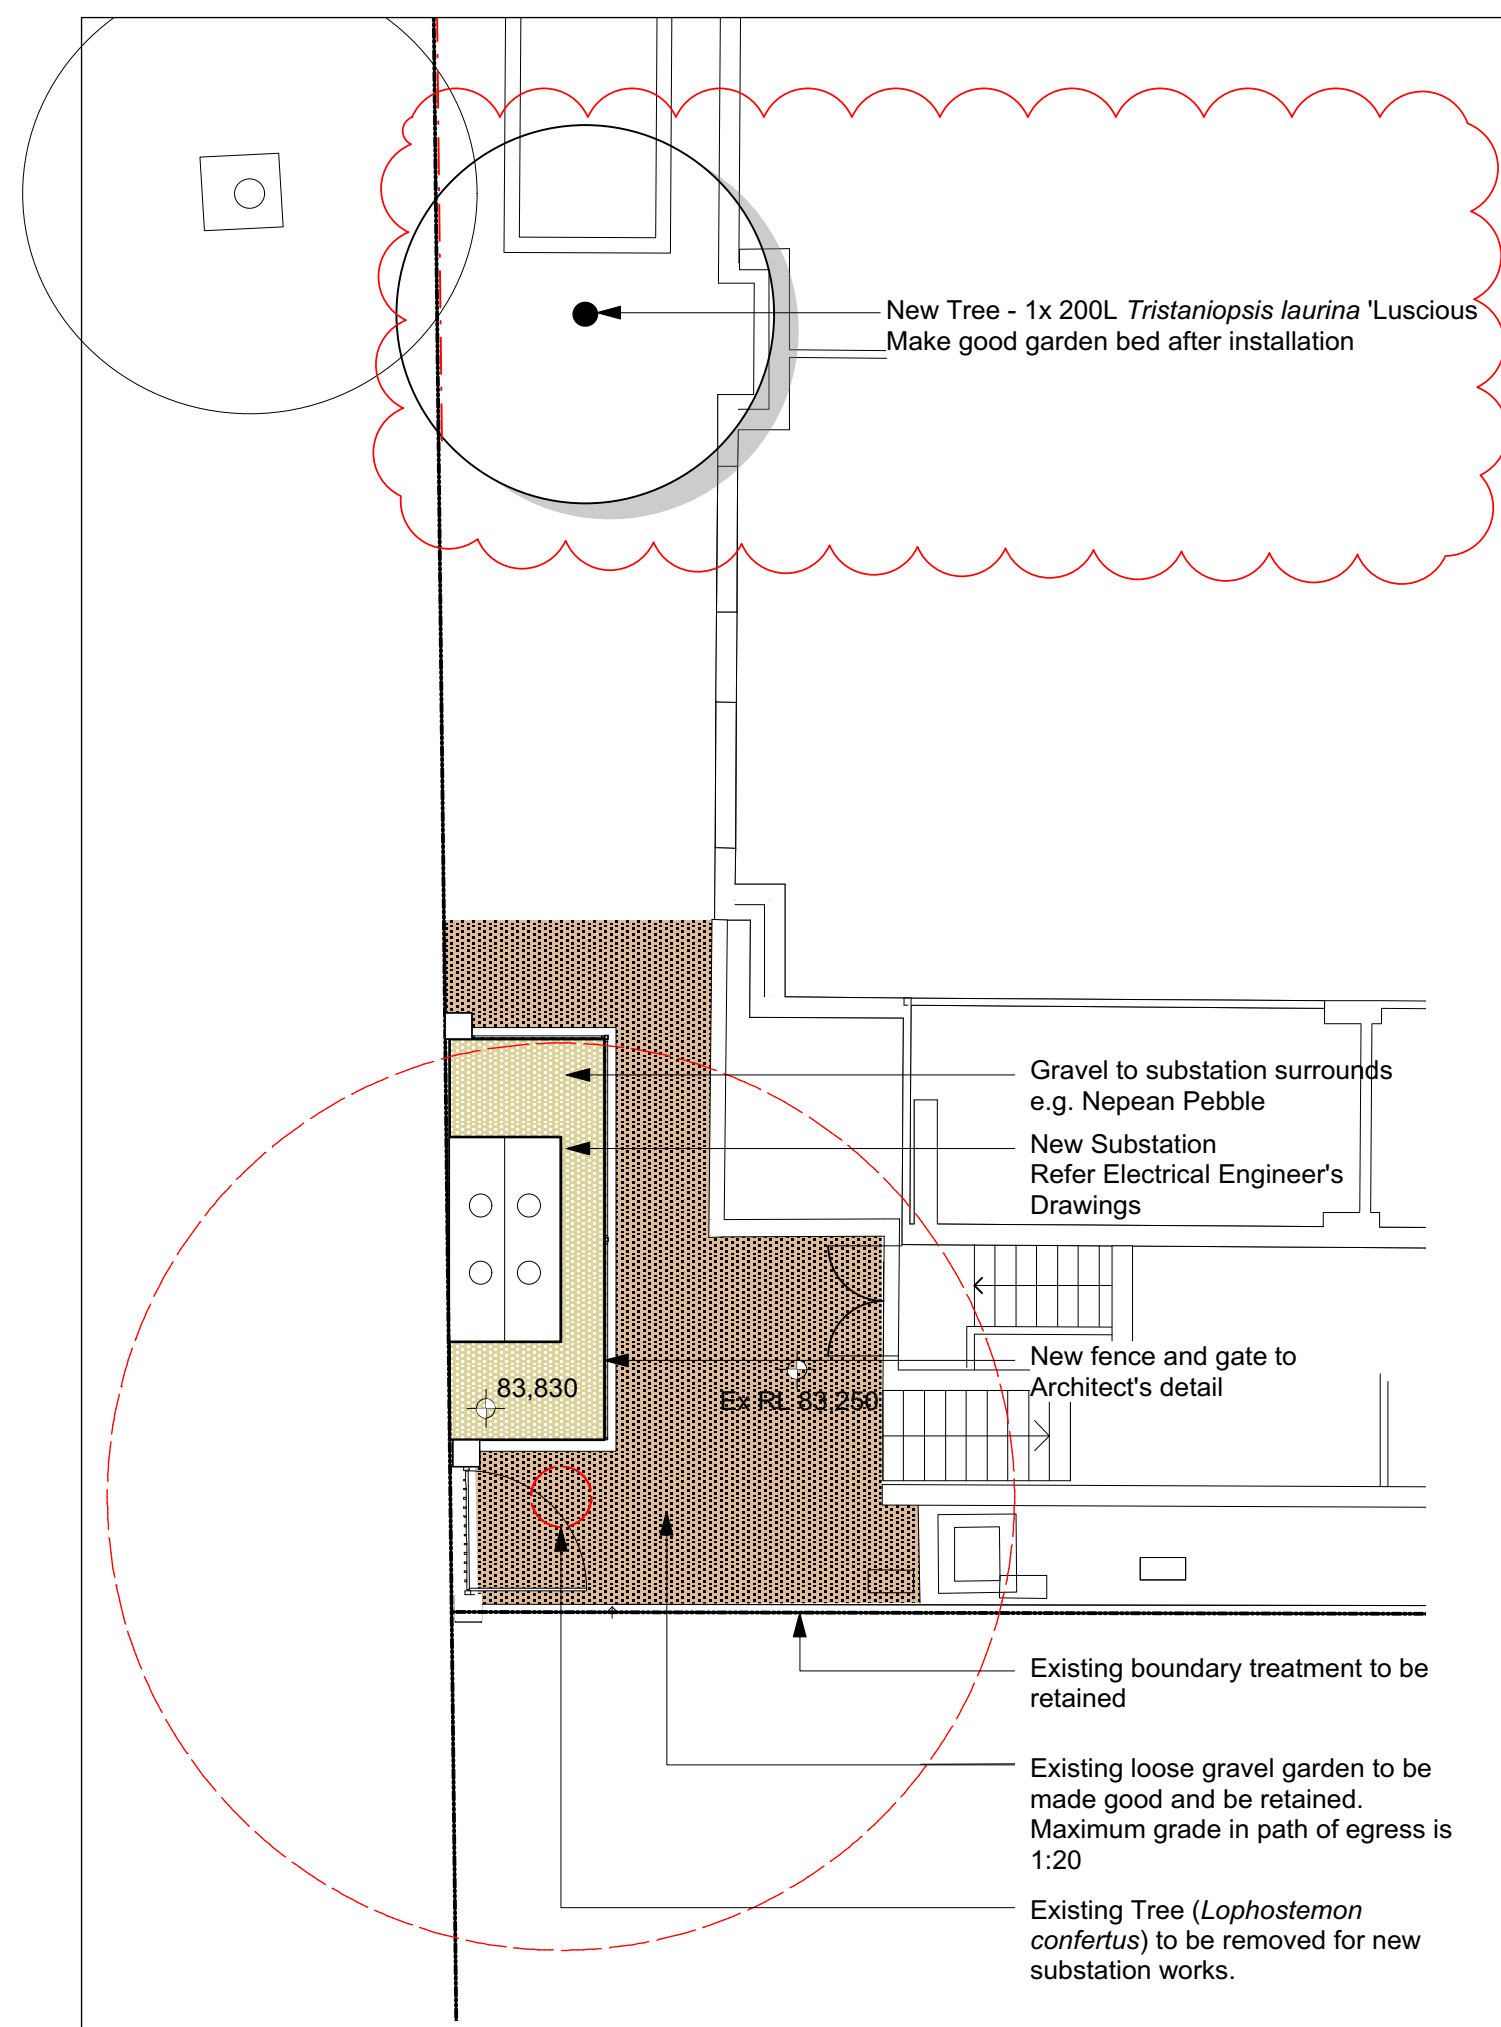 New Tree - 1x 200L Tristaniopsis laurina 'Luscious
Make good garden bed after installation
Gravel to substation surrounds
e.g. Nepean Pebble
New Substation
Refer Electrical Engineer's
Drawings
New fence and gate to
Architect's detail
83,830
Ex RL 83.250
Existing boundary treatment to be
retained
Existing loose gravel garden to be
made good and be retained.
Maximum grade in path of egress is
1:20
Existing Tree (Lophostemon
confertus) to be removed for new
substation works.